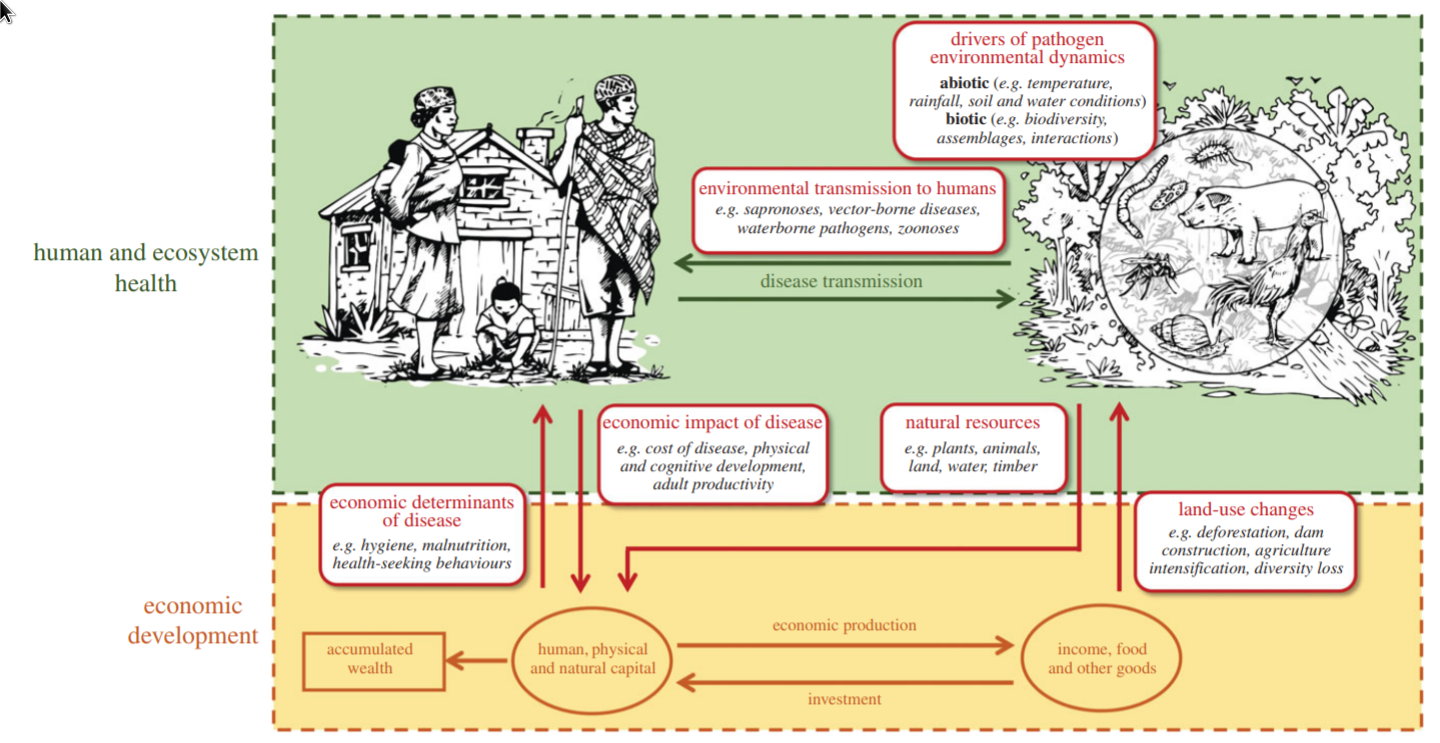 drivers of pathogen
environmental dynamics
abiotic (e.g. temperature,
rainfall, soil and water conditions)
biotic (e.g. biodiversity,
assemblages, interactions)
environmental transmission to humans
e.g. sapronoses, vector-borne diseases,
waterborne pathogens, zoonoses
human and ecosystem
health
disease transmission
economic impact of disease
e.g. cost of disease, physical
and cognitive development,
adult productivity
natural resources
e.g. plants, animals,
land, water, timber
economic determinants
of disease
e.g. hygiene, malnutrition,
health-seeking behaviours
land-use changes
e.g. deforestation, dam
construction, agriculture
intensification, diversity loss
economic
development
accumulated
wealth
human, physical
and natural capital
economic production
investment
income, food
and other goods